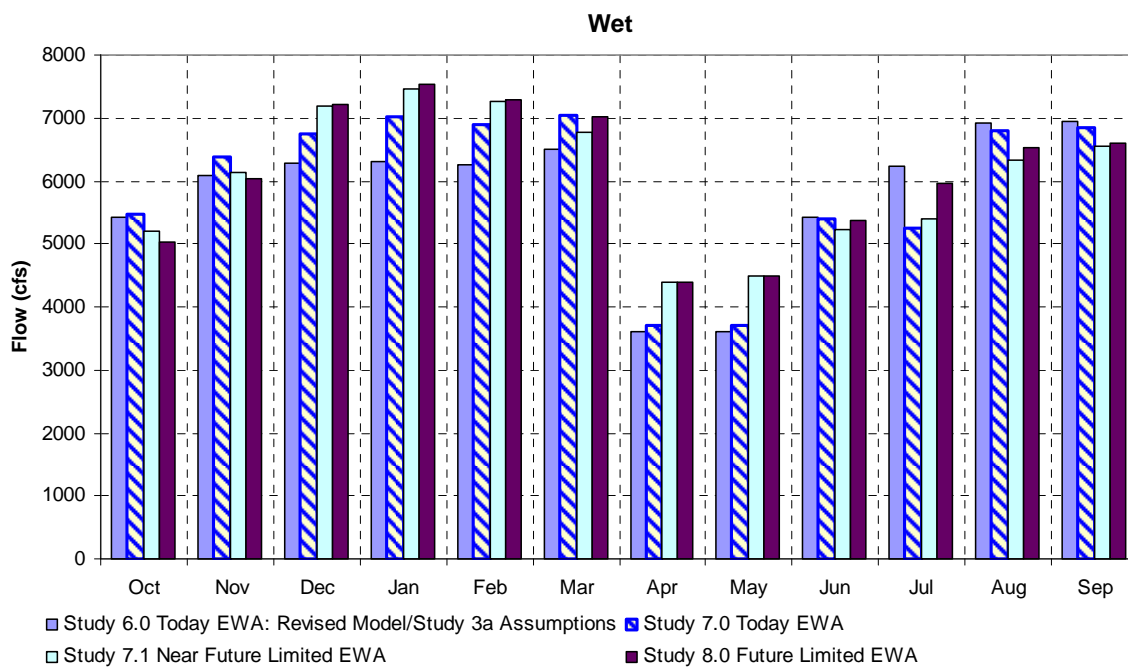 Wet
Flow (cfs)
8000
7000
6000
5000
4000
3000
2000
1000
0
Oct Nov Dec Jan Feb Mar Apr May Jun Jul Aug Sep
Study 6.0 Today EWA: Revised Model/Study 3a Assumptions Study 7.0 Today EWA
Study 7.1 Near Future Limited EWA Study 8.0 Future Limited EWA